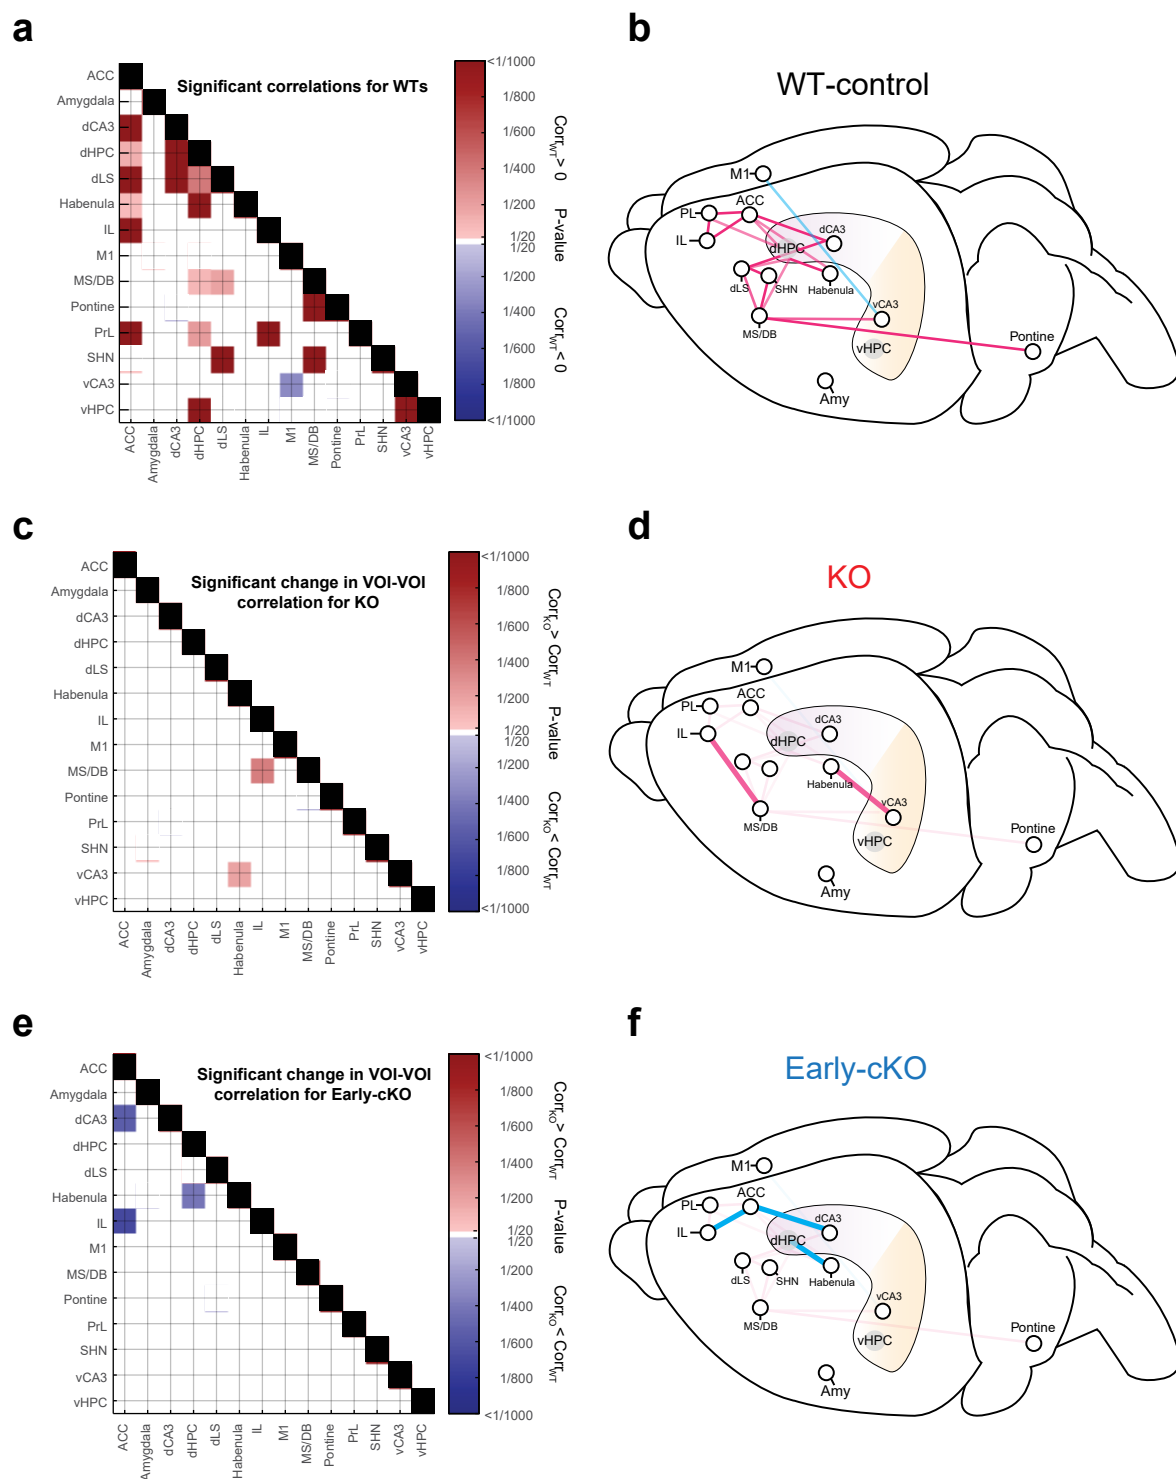 a
Significant correlations for WTs
ACC
Amygdala
dCA3
dHPC
dLS
Habenula
IL
M1
MS/DB
Pontine
PrL
SHN
vCA3
vHPC
ACC
Amygdala
dCA3
dHPC
dLS
Habenula
IL
M1
MS/DB
Pontine
PrL
SHN
vCA3
vHPC
<1/1000
1/800
1/600
1/400
1/200
1/20
1/20
1/200
1/400
1/600
1/800
<1/1000
Corr_WT > 0
P-value
Corr_WT < 0
b
WT-control
M1
PL
ACC
IL
dHPC
dCA3
dLS
SHN
Habenula
vCA3
MS/DB
vHPC
Pontine
Amy
c
Significant change in VOI-VOI
correlation for KO
ACC
Amygdala
dCA3
dHPC
dLS
Habenula
IL
M1
MS/DB
Pontine
PrL
SHN
vCA3
vHPC
ACC
Amygdala
dCA3
dHPC
dLS
Habenula
IL
M1
MS/DB
Pontine
PrL
SHN
vCA3
vHPC
<1/1000
1/800
1/600
1/400
1/200
1/20
1/20
1/200
1/400
1/600
1/800
<1/1000
Corr_KO > Corr_WT
P-value
Corr_KO < Corr_WT
d
KO
M1
PL
ACC
IL
dHPC
dCA3
Habenula
vCA3
MS/DB
vHPC
Pontine
Amy
e
Significant change in VOI-VOI
correlation for Early-cKO
ACC
Amygdala
dCA3
dHPC
dLS
Habenula
IL
M1
MS/DB
Pontine
PrL
SHN
vCA3
vHPC
ACC
Amygdala
dCA3
dHPC
dLS
Habenula
IL
M1
MS/DB
Pontine
PrL
SHN
vCA3
vHPC
<1/1000
1/800
1/600
1/400
1/200
1/20
1/20
1/200
1/400
1/600
1/800
<1/1000
Corr_KO > Corr_WT
P-value
Corr_KO < Corr_WT
f
Early-cKO
M1
PL
ACC
IL
dHPC
dCA3
dLS
SHN
Habenula
vCA3
MS/DB
vHPC
Pontine
Amy